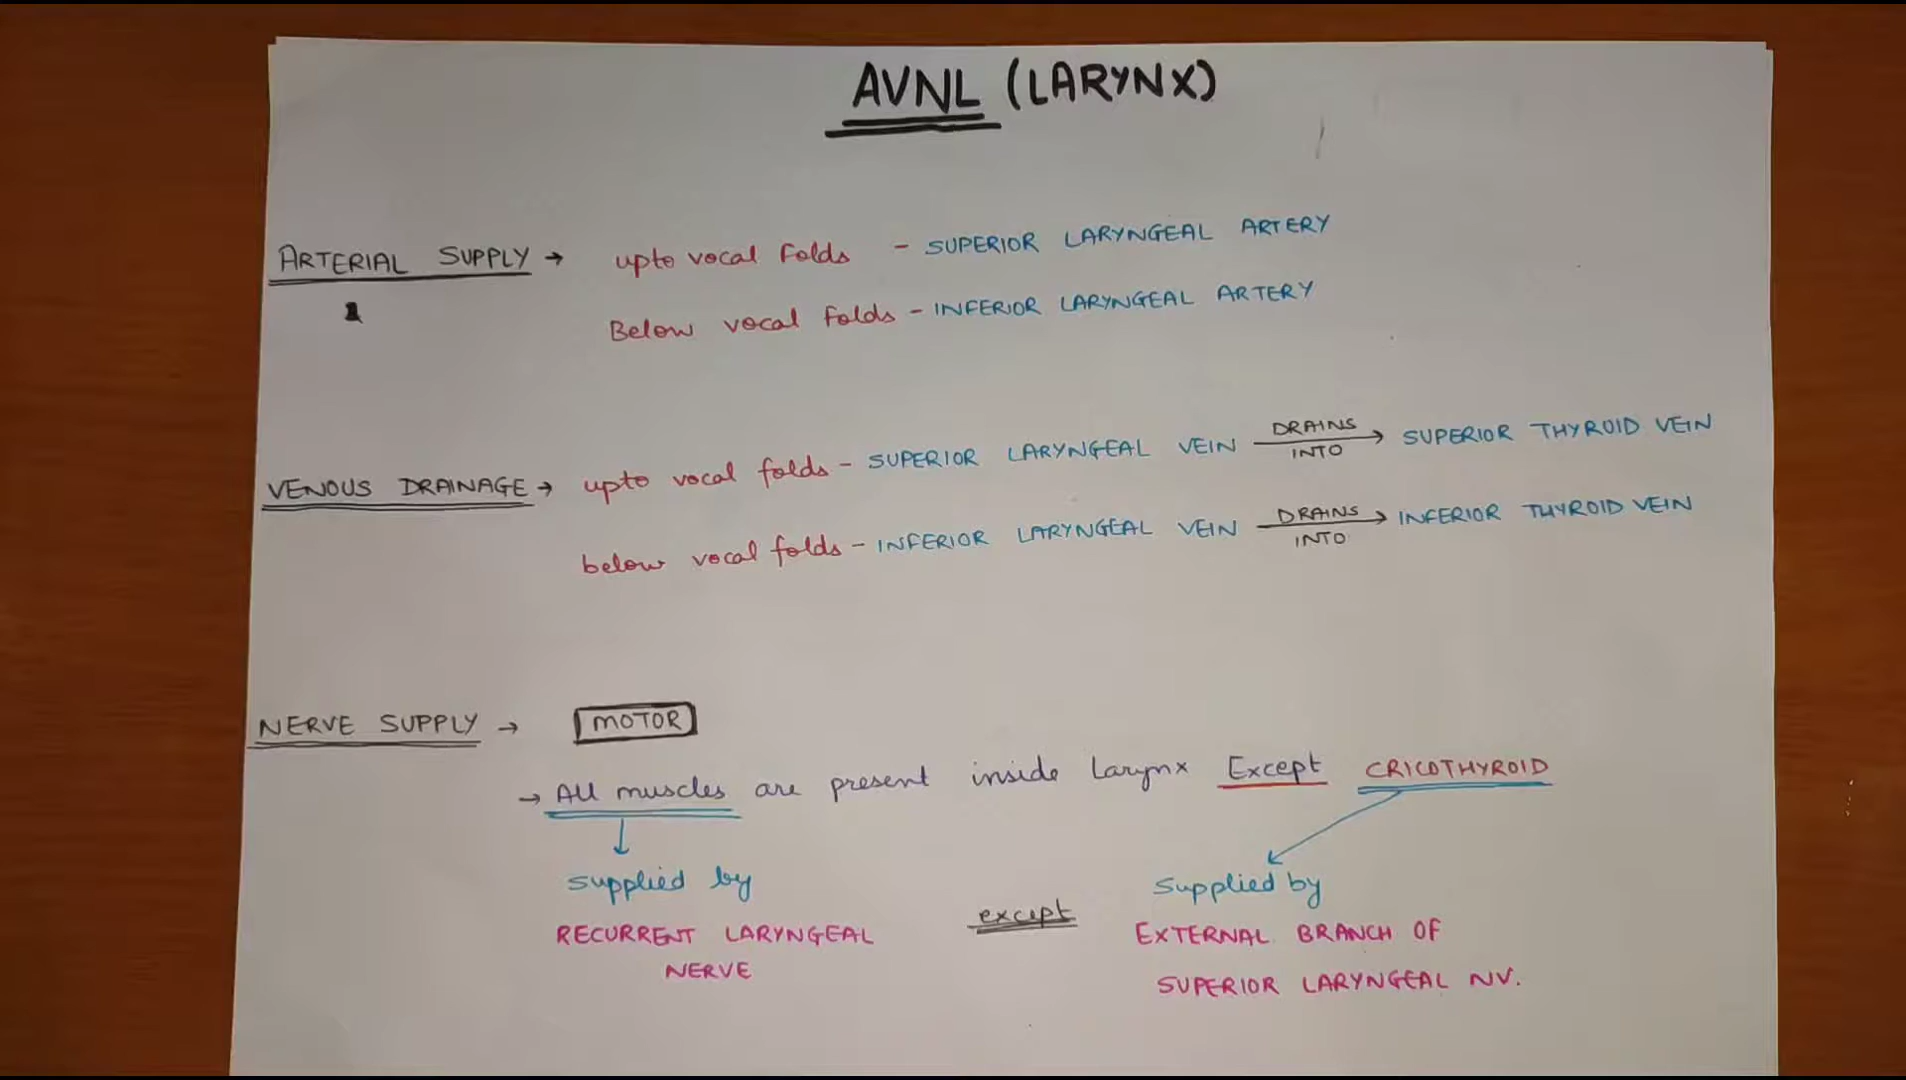 AVNL (LARYNX)
ARTERIAL SUPPLY → upto vocal Folds - SUPERIOR LARYNGEAL ARTERY
Below vocal Folds - INFERIOR LARYNGEAL ARTERY
VENOUS DRAINAGE → upto vocal folds - SUPERIOR LARYNGEAL VEIN DRAINS INTO → SUPERIOR THYROID VEIN
below vocal folds - INFERIOR LARYNGEAL VEIN DRAINS INTO → INFERIOR THYROID VEIN
NERVE SUPPLY → MOTOR
→ All muscles are present inside Larynx Except CRICOTHYROID
Supplied by
RECURRENT LARYNGEAL
NERVE
except
Supplied by
EXTERNAL BRANCH OF
SUPERIOR LARYNGEAL NV.